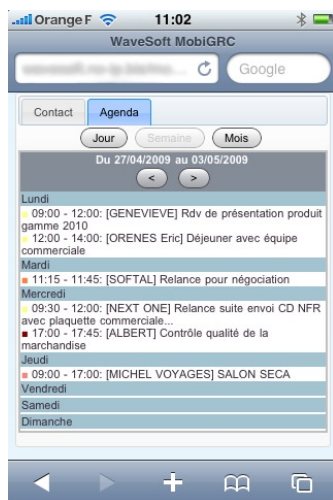 Orange F 11:02
WaveSoft MobiGRC
Google
Contact Agenda
Jour Semaine Mois
Du 27/04/2009 au 03/05/2009
< >
Lundi
09:00 - 12:00: [GENEVIEVE] Rdv de présentation produit
gamme 2010
12:00 - 14:00: [ORENES Eric] Déjeuner avec équipe
commerciale
Mardi
11:15 - 11:45: [SOFTAL] Relance pour négociation
Mercredi
09:30 - 12:00: [NEXT ONE] Relance suite envoi CD NFR
avec plaquette commerciale...
17:00 - 17:45: [ALBERT] Contrôle qualité de la
marchandise
Jeudi
09:00 - 17:00: [MICHEL VOYAGES] SALON SECA
Vendredi
Samedi
Dimanche